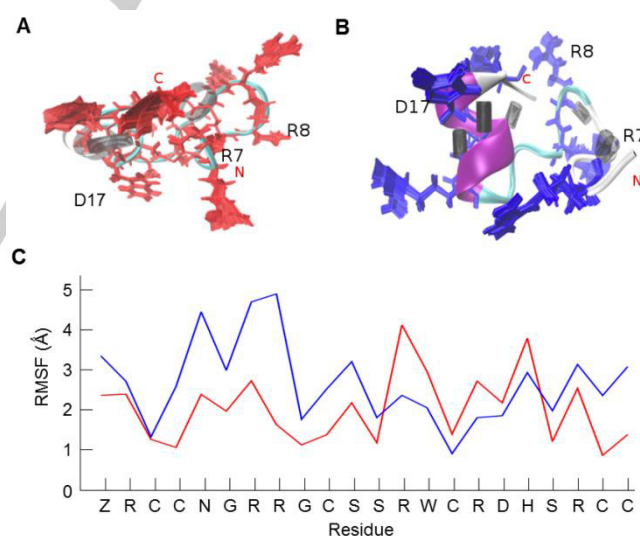 A
C
R8
R7
N
D17
B
R8
C
D17
R7
N
C
5
4
3
2
1
0
RMSF (Å)
Z R C C N G R R G C S S R W C R D H S R C C
Residue